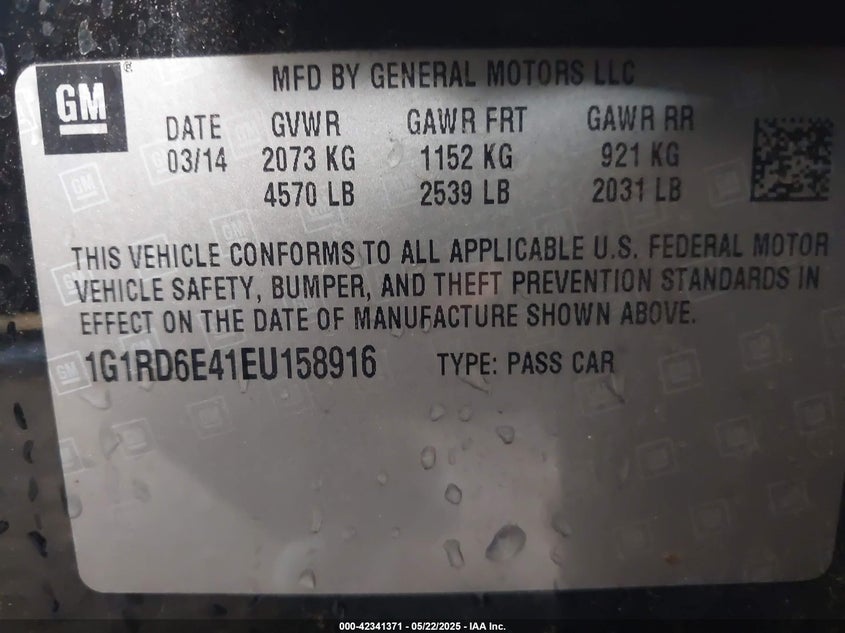 GM
MFD BY GENERAL MOTORS LLC
DATE GVWR GAWR FRT GAWR RR
03/14 2073 KG 1152 KG 921 KG
4570 LB 2539 LB 2031 LB
THIS VEHICLE CONFORMS TO ALL APPLICABLE U.S. FEDERAL MOTOR
VEHICLE SAFETY, BUMPER, AND THEFT PREVENTION STANDARDS IN
EFFECT ON THE DATE OF MANUFACTURE SHOWN ABOVE.
1G1RD6E41EU158916 TYPE: PASS CAR
000-42341371 - 05/22/2025 - IAA Inc.